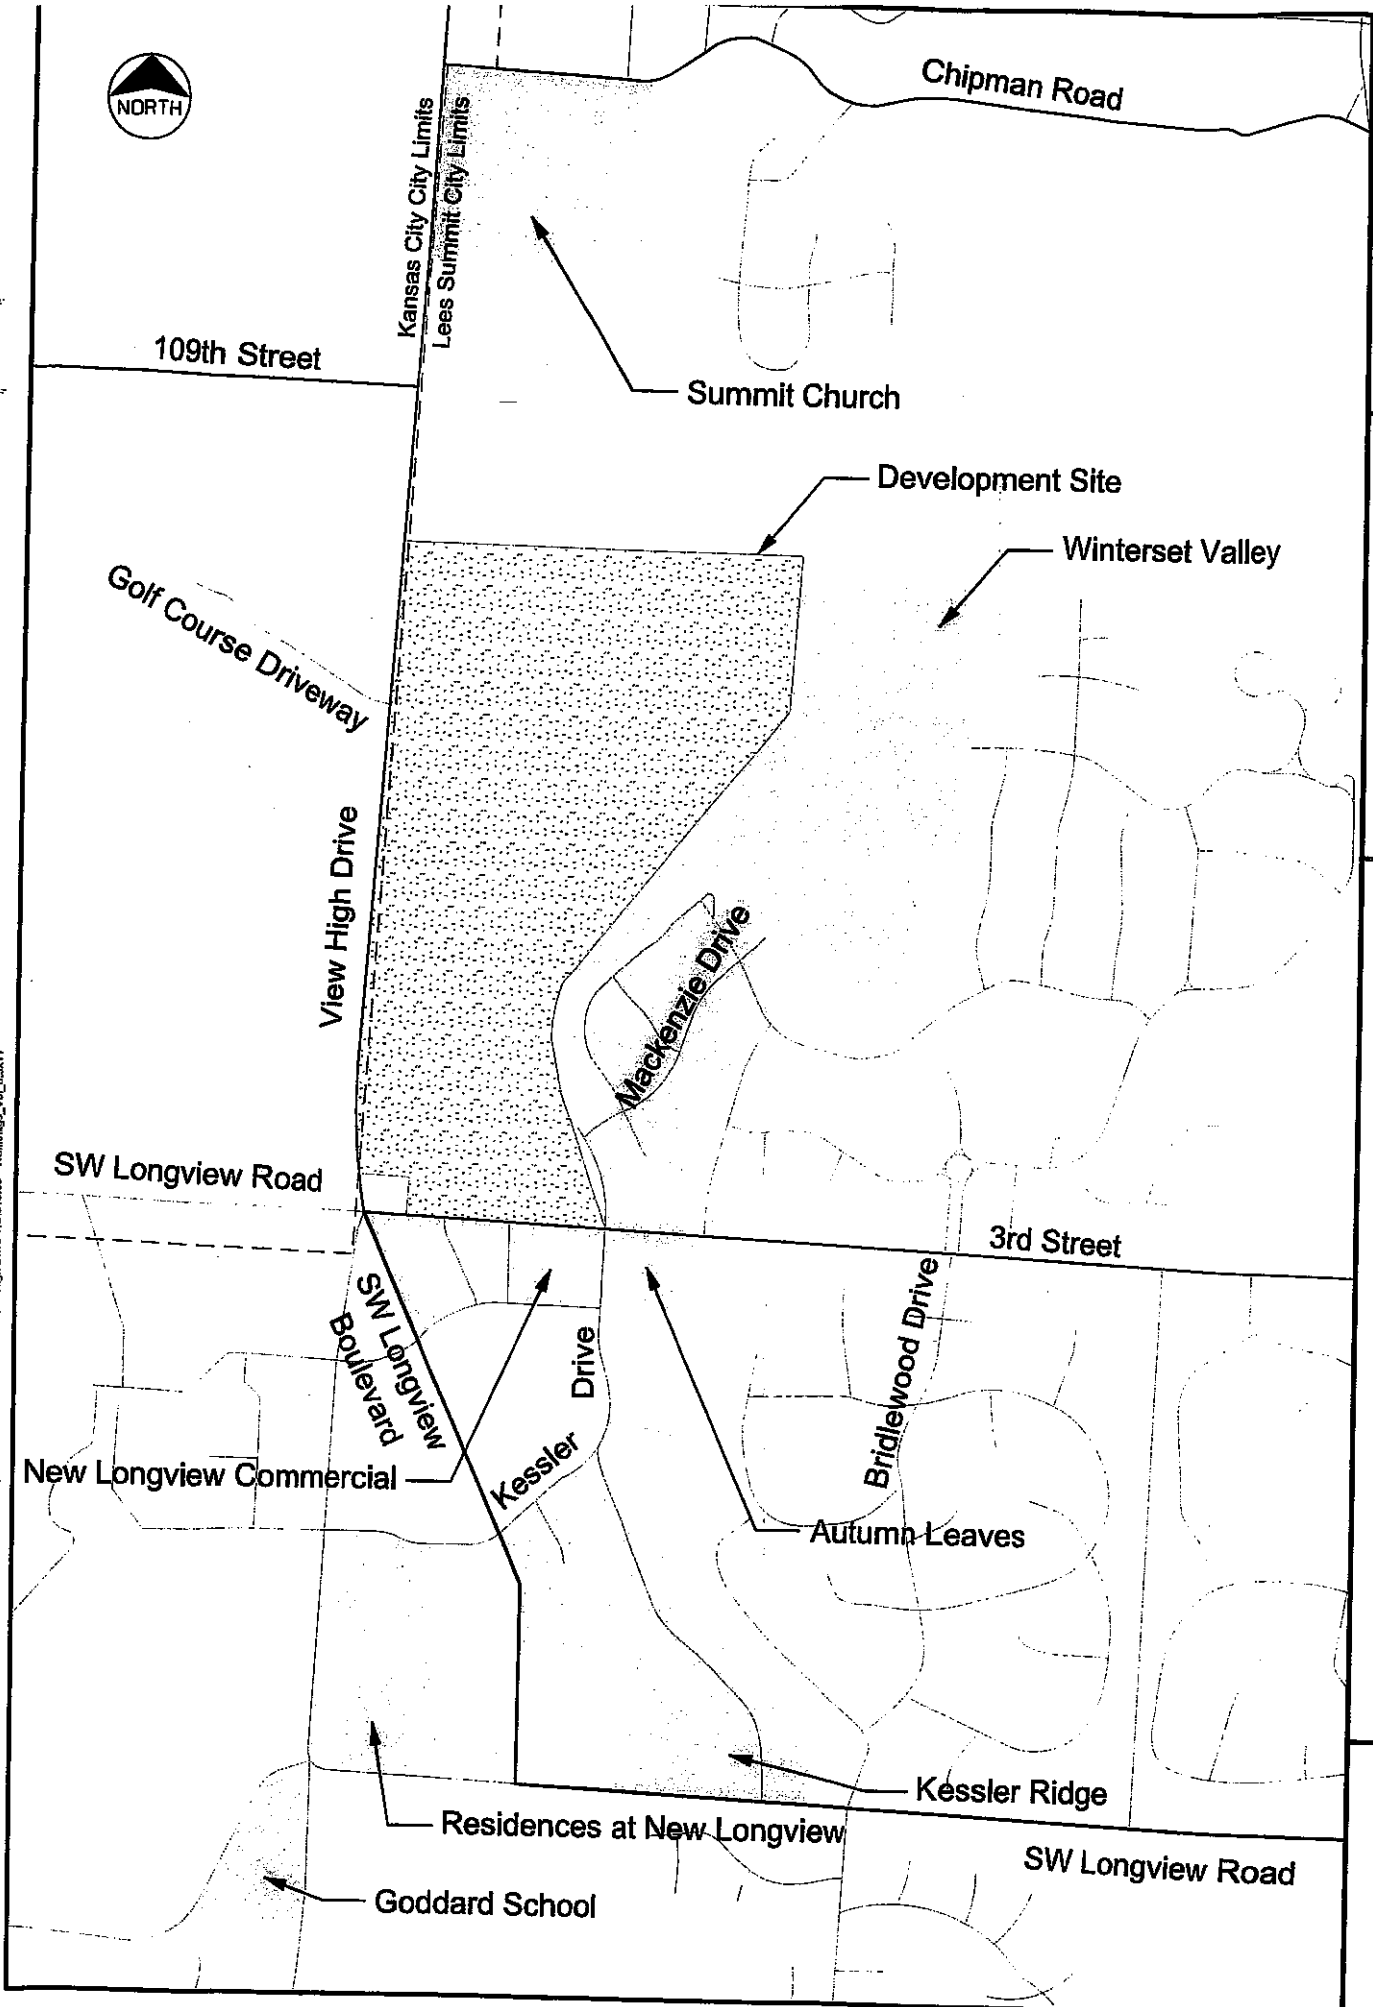 Chipman Road
NORTH
Kansas City Limits
Lees Summit City Limits
109th Street
Summit Church
Development Site
Winterset Valley
Golf Course Driveway
View High Drive
Mackenzie Drive
SW Longview Road
3rd Street
SW Longview
Boulevard
Drive
Bridlewood Drive
Kessler
New Longview Commercial
Autumn Leaves
Kessler Ridge
Residences at New Longview
SW Longview Road
Goddard School